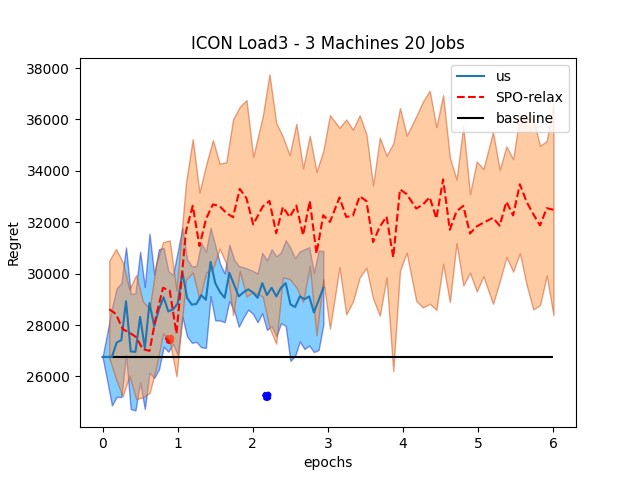 ICON Load3 - 3 Machines 20 Jobs
38000
36000
34000
32000
30000
28000
26000
Regret
us
SPO-relax
baseline
0 1 2 3 4 5 6
epochs